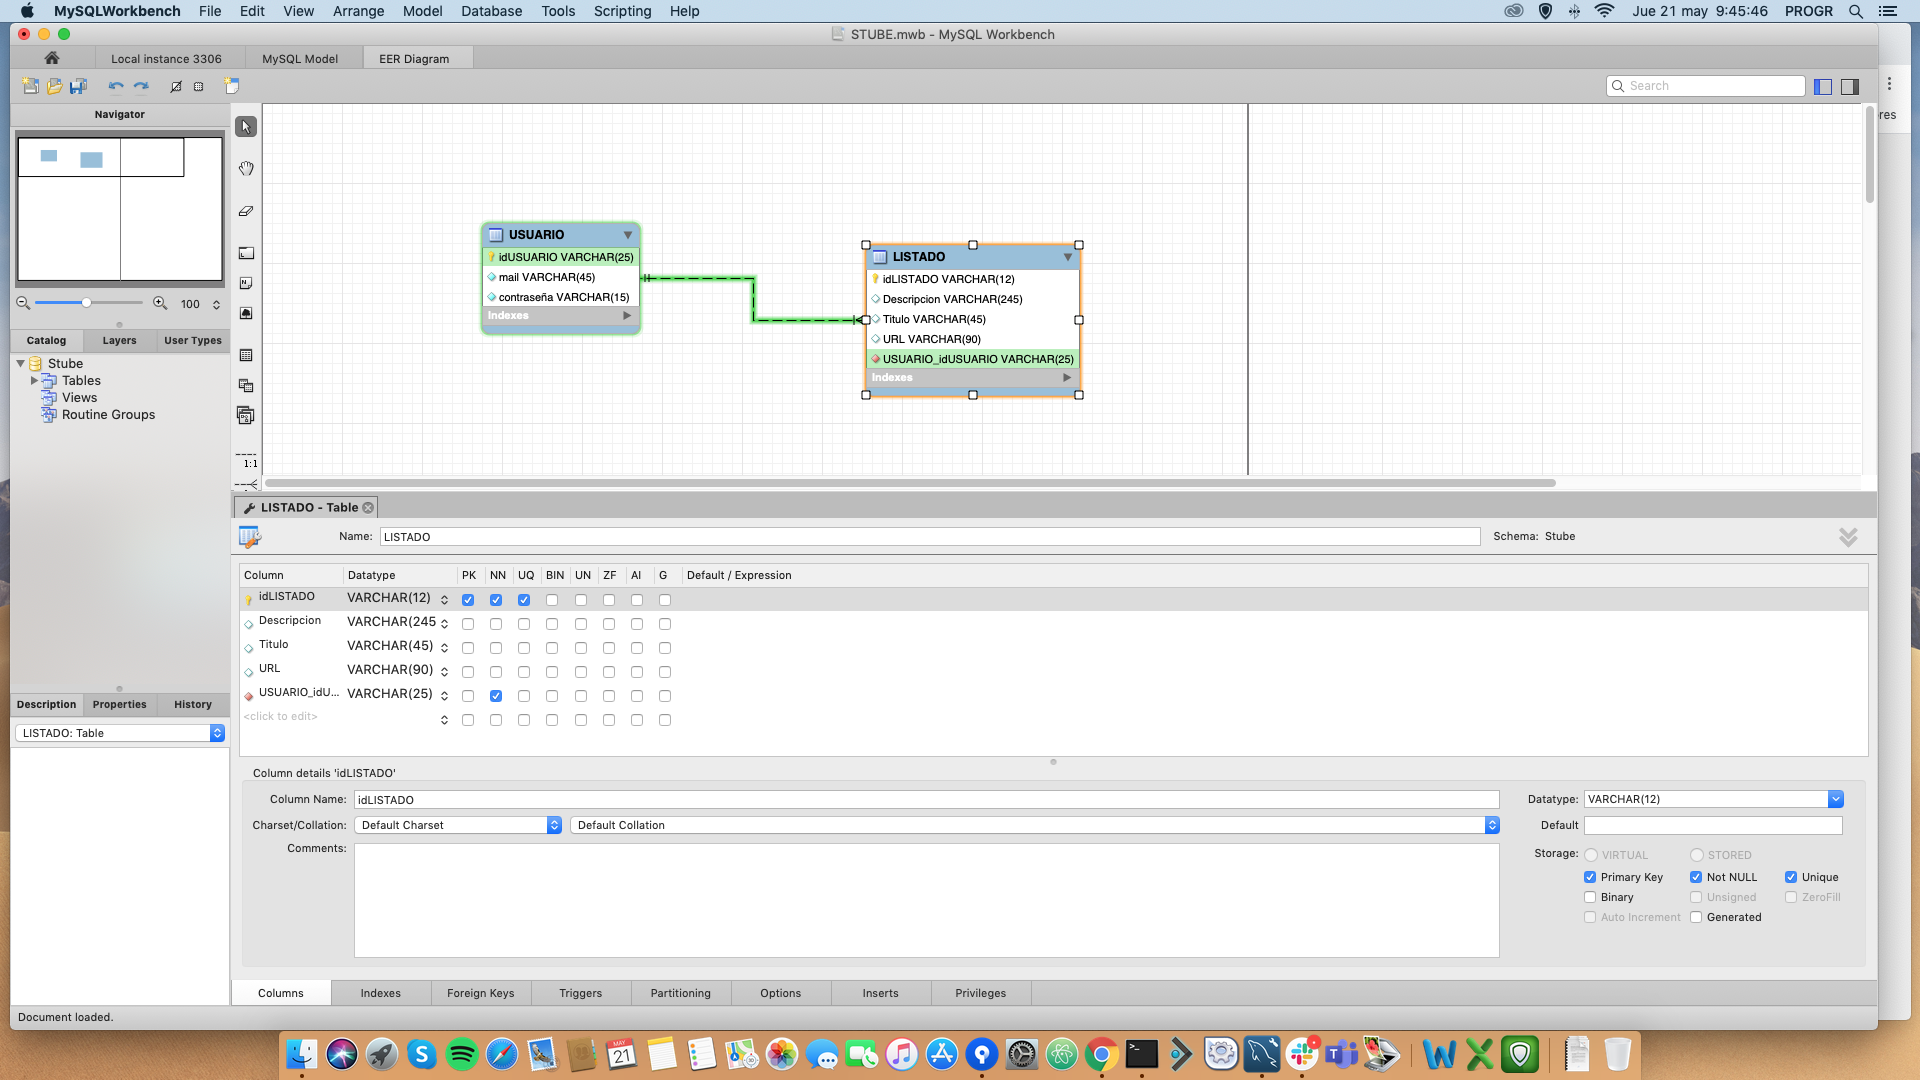 MySQLWorkbench File Edit View Arrange Model Database Tools Scripting Help Jue 21 may 9:45:46 PROGR
STUBE.mwb - MySQL Workbench
Local instance 3306 MySQL Model EER Diagram
Search
Navigator
res
100
Catalog Layers User Types
Stube
Tables
Views
Routine Groups
1:1
USUARIO
idUSUARIO VARCHAR(25)
mail VARCHAR(45)
contraseña VARCHAR(15)
Indexes
LISTADO
idLISTADO VARCHAR(12)
Descripcion VARCHAR(245)
Titulo VARCHAR(45)
URL VARCHAR(90)
USUARIO_idUSUARIO VARCHAR(25)
Indexes
LISTADO - Table
Name: LISTADO Schema: Stube
Column Datatype PK NN UQ BIN UN ZF AI G Default / Expression
idLISTADO VARCHAR(12)
Descripcion VARCHAR(245
Titulo VARCHAR(45)
URL VARCHAR(90)
USUARIO_idU... VARCHAR(25)
<click to edit>
Description Properties History
LISTADO: Table
Column details 'idLISTADO'
Column Name: idLISTADO Datatype: VARCHAR(12)
Charset/Collation: Default Charset Default Collation Default
Comments: Storage: VIRTUAL STORED
Primary Key Not NULL Unique
Binary Unsigned ZeroFill
Auto Increment Generated
Columns Indexes Foreign Keys Triggers Partitioning Options Inserts Privileges
Document loaded.
MAY
21